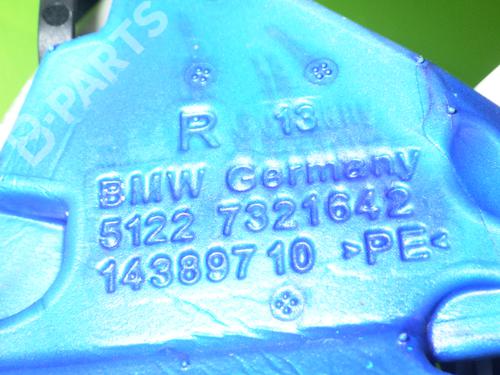 B-PARTS
R 13
BMW Germany
5122 7321642
14389710 >PE<